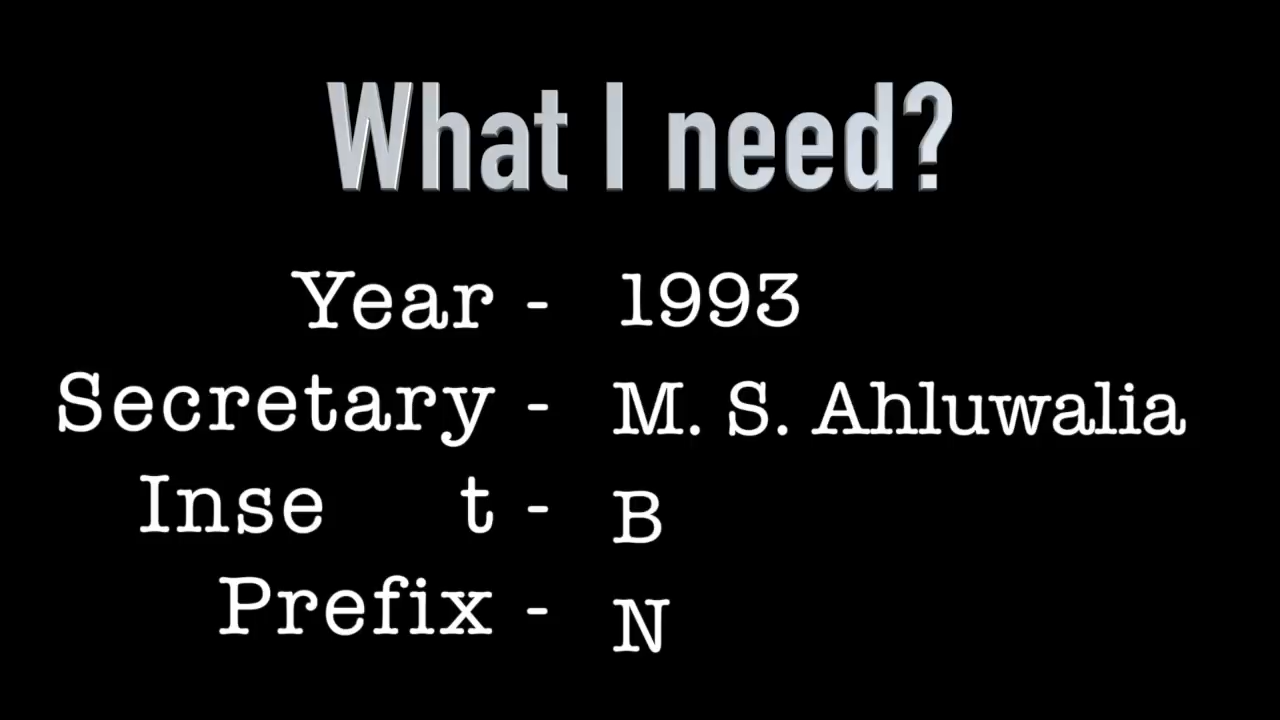 What I need?
Year - 1993
Secretary - M. S. Ahluwalia
Inse t - B
Prefix - N